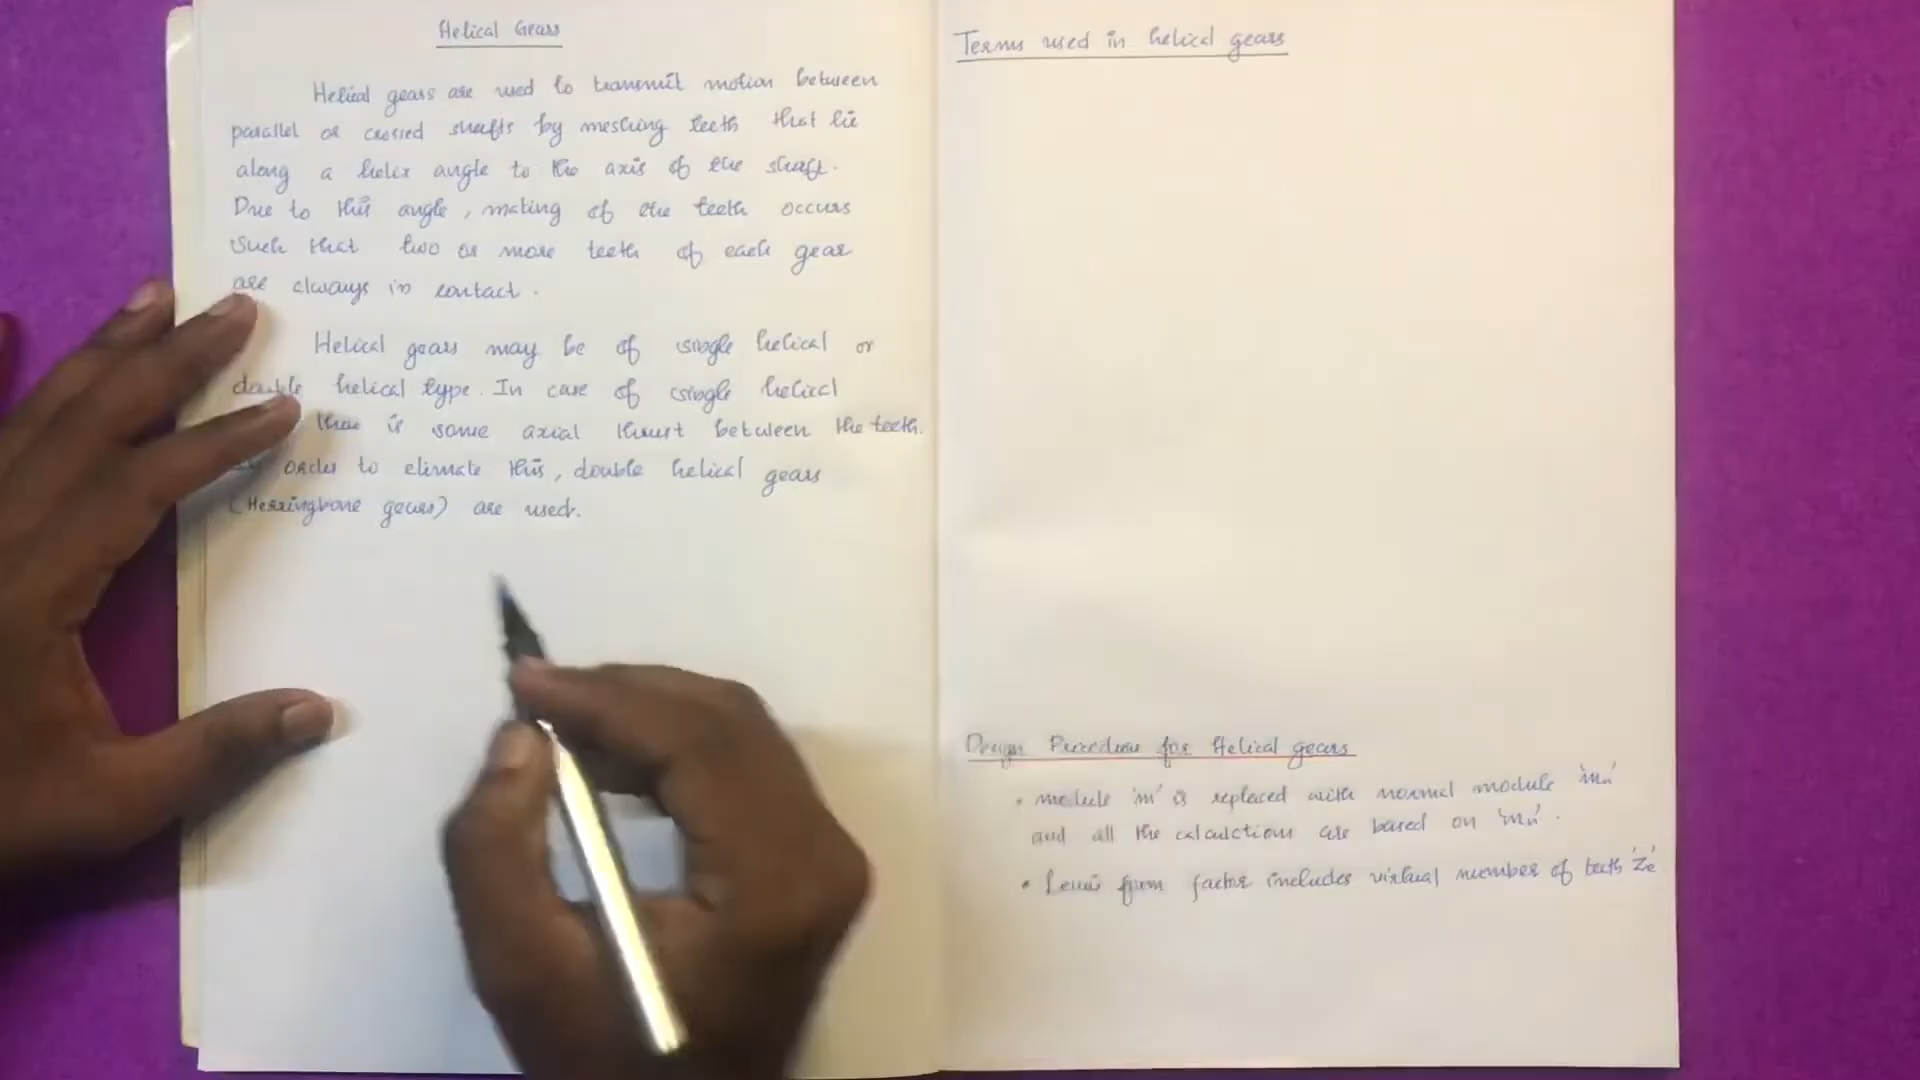 Helical Gears
Helical gears are used to transmit motion between
parallel or crossed shafts by meshing teeth that lie
along a helix angle to the axis of the shaft.
Due to this angle, mating of the teeth occurs
Such that two or more teeth of each gear
are always in contact.
Helical gears may be of single helical or
double helical type. In case of single helical
there is some axial thrust between the teeth.
order to elimate this, double helical gears
(Herringbone gears) are used.
Terms used in helical gears
Design Procedure for Helical gears
• module 'm' is replaced with normal module 'mn'
and all the calculations are based on 'mn'.
• Lewis form factor includes virtual number of teeth 'Ze'